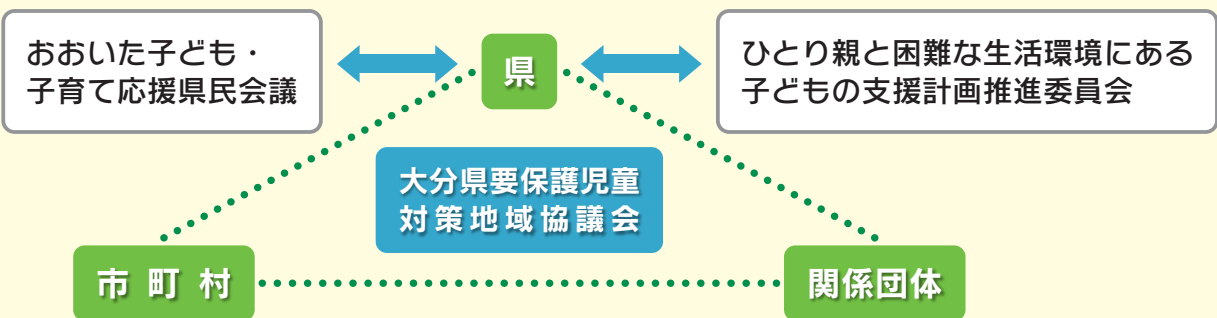 おおいた子ども・
子育て応援県民会議
県
ひとり親と困難な生活環境にある
子どもの支援計画推進委員会
大分県要保護児童
対策地域協議会
市町村
関係団体